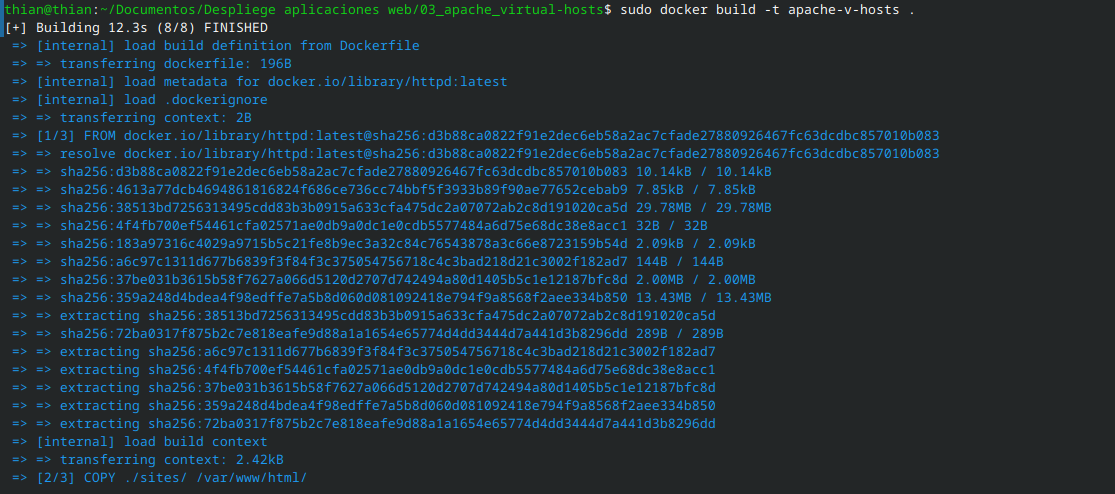 thian@thian:~/Documentos/Despliege aplicaciones web/03_apache_virtual-hosts$ sudo docker build -t apache-v-hosts .
[+] Building 12.3s (8/8) FINISHED
=> [internal] load build definition from Dockerfile
=> => transferring dockerfile: 196B
=> [internal] load metadata for docker.io/library/httpd:latest
=> [internal] load .dockerignore
=> => transferring context: 2B
=> [1/3] FROM docker.io/library/httpd:latest@sha256:d3b88ca0822f91e2dec6eb58a2ac7cfade27880926467fc63dcdbc857010b083
=> => resolve docker.io/library/httpd:latest@sha256:d3b88ca0822f91e2dec6eb58a2ac7cfade27880926467fc63dcdbc857010b083
=> => sha256:d3b88ca0822f91e2dec6eb58a2ac7cfade27880926467fc63dcdbc857010b083 10.14kB / 10.14kB
=> => sha256:4613a77dcb4694861816824f686ce736cc74bbf5f3933b89f90ae77652cebab9 7.85kB / 7.85kB
=> => sha256:38513bd7256313495cdd83b3b0915a633cfa475dc2a07072ab2c8d191020ca5d 29.78MB / 29.78MB
=> => sha256:4f4fb700ef54461cfa02571ae0db9a0dc1e0cdb5577484a6d75e68dc38e8acc1 32B / 32B
=> => sha256:183a97316c4029a9715b5c21fe8b9ec3a32c84c76543878a3c66e8723159b54d 2.09kB / 2.09kB
=> => sha256:a6c97c1311d677b6839f3f84f3c375054756718c4c3bad218d21c3002f182ad7 144B / 144B
=> => sha256:37be031b3615b58f7627a066d5120d2707d742494a80d1405b5c1e12187bfc8d 2.00MB / 2.00MB
=> => sha256:359a248d4bdea4f98edffe7a5b8d060d081092418e794f9a8568f2aee334b850 13.43MB / 13.43MB
=> => extracting sha256:38513bd7256313495cdd83b3b0915a633cfa475dc2a07072ab2c8d191020ca5d
=> => sha256:72ba0317f875b2c7e818eafe9d88a1a1654e65774d4dd3444d7a441d3b8296dd 289B / 289B
=> => extracting sha256:a6c97c1311d677b6839f3f84f3c375054756718c4c3bad218d21c3002f182ad7
=> => extracting sha256:4f4fb700ef54461cfa02571ae0db9a0dc1e0cdb5577484a6d75e68dc38e8acc1
=> => extracting sha256:37be031b3615b58f7627a066d5120d2707d742494a80d1405b5c1e12187bfc8d
=> => extracting sha256:359a248d4bdea4f98edffe7a5b8d060d081092418e794f9a8568f2aee334b850
=> => extracting sha256:72ba0317f875b2c7e818eafe9d88a1a1654e65774d4dd3444d7a441d3b8296dd
=> [internal] load build context
=> => transferring context: 2.42kB
=> [2/3] COPY ./sites/ /var/www/html/